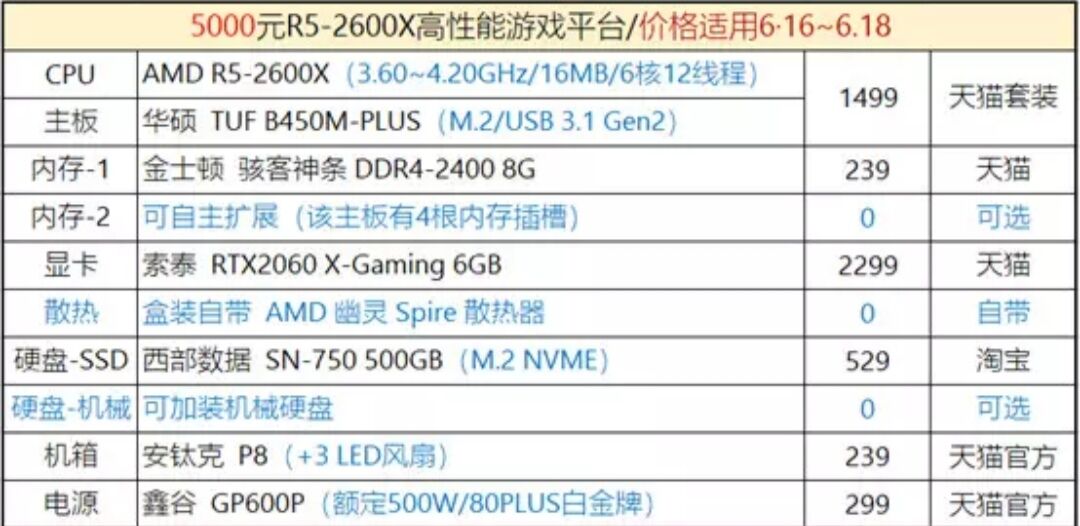 5000元R5-2600X高性能游戏平台/价格适用6·16~6.18
CPU AMD R5-2600X（3.60~4.20GHz/16MB/6核12线程） 1499 天猫套装
主板 华硕 TUF B450M-PLUS（M.2/USB 3.1 Gen2）
内存-1 金士顿 骇客神条 DDR4-2400 8G 239 天猫
内存-2 可自主扩展（该主板有4根内存插槽） 0 可选
显卡 索泰 RTX2060 X-Gaming 6GB 2299 天猫
散热 盒装自带 AMD 幽灵 Spire 散热器 0 自带
硬盘-SSD 西部数据 SN-750 500GB（M.2 NVME） 529 淘宝
硬盘-机械 可加装机械硬盘 0 可选
机箱 安钛克 P8（+3 LED风扇） 239 天猫官方
电源 鑫谷 GP600P（额定500W/80PLUS白金牌） 299 天猫官方